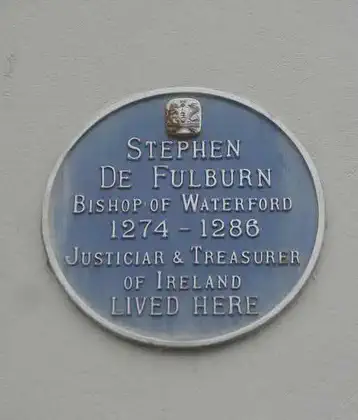 STEPHEN
DE FULBURN
BISHOP OF WATERFORD
1274 - 1286
JUSTICIAR & TREASURER
OF IRELAND
LIVED HERE